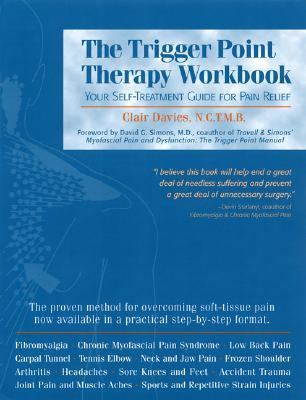 The Trigger Point
Therapy Workbook
YOUR SELF-TREATMENT GUIDE FOR PAIN RELIEF
Clair Davies, N.C.T.M.B.
Foreword by David G. Simons, M.D., coauthor of Travell & Simons'
Myofascial Pain and Dysfunction: The Trigger Point Manual
"I believe this book will help end a great
deal of needless suffering and prevent
a great deal of unnecessary surgery."
—Devin Starlanyl, coauthor of
Fibromyalgia & Chronic Myofascial Pain
The proven method for overcoming soft-tissue pain
now available in a practical step-by-step format.
Fibromyalgia - Chronic Myofascial Pain Syndrome - Low Back Pain
Carpal Tunnel - Tennis Elbow - Neck and Jaw Pain - Frozen Shoulder
Arthritis - Headaches - Sore Knees and Feet - Accident Trauma
Joint Pain and Muscle Aches - Sports and Repetitive Strain Injuries